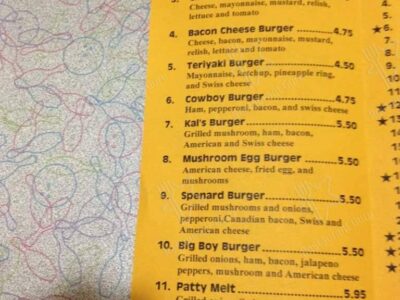 lettuce and tomato
4. Bacon Cheese Burger ............ 4.75
Cheese, bacon, mayonnaise, mustard, relish, lettuce and tomato
5. Teriyaki Burger ............ 4.50
Mayonnaise, ketchup, pineapple ring, and Swiss cheese
6. Cowboy Burger ............ 4.75
Ham, pepperoni, bacon, and swiss cheese
7. Kal's Burger ............ 5.50
Grilled mushroom, ham, bacon, American and Swiss cheese
8. Mushroom Egg Burger ............ 5.50
American cheese, fried egg, and mushrooms
9. Spenard Burger ............ 5.50
Grilled mushrooms and onions, pepperoni,Canadian bacon, Swiss and American cheese
10. Big Boy Burger ............ 5.50
Grilled onions, ham, bacon, jalapeno peppers, mushroom and American cheese
11. Patty Melt ............ 5.95